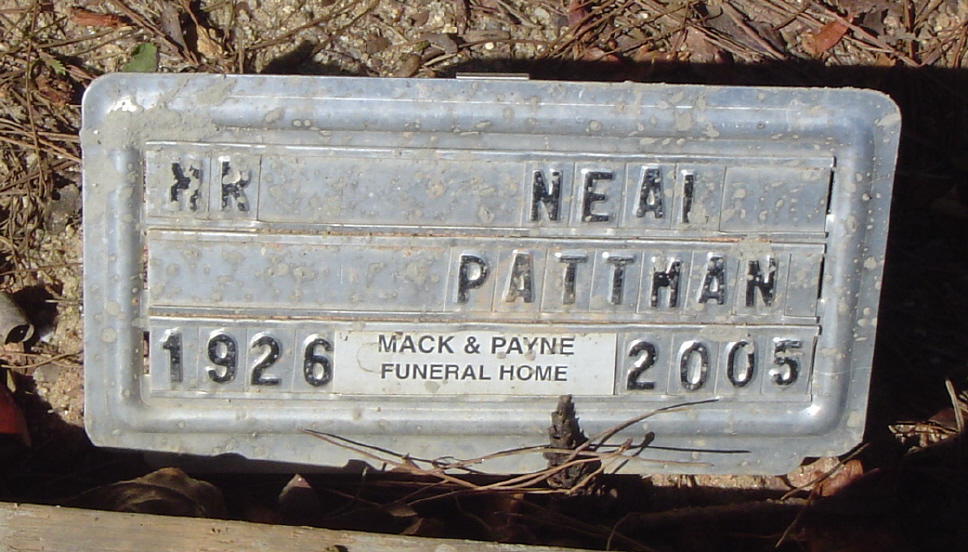 MR NEAL
PATTMAN
1926 MACK & PAYNE FUNERAL HOME 2005